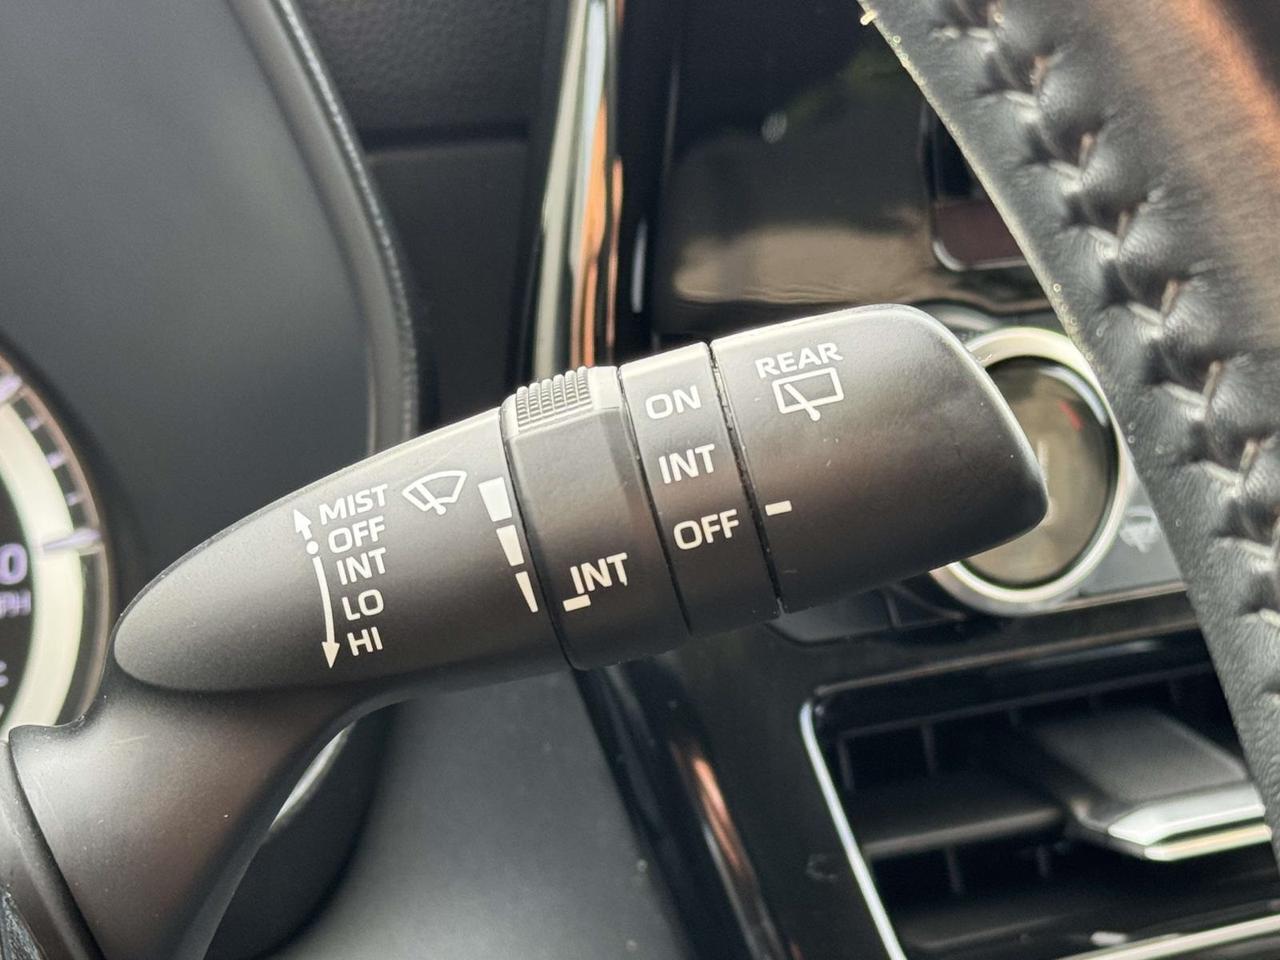 MIST
OFF
INT
LO
HI
INT
ON
INT
OFF
REAR